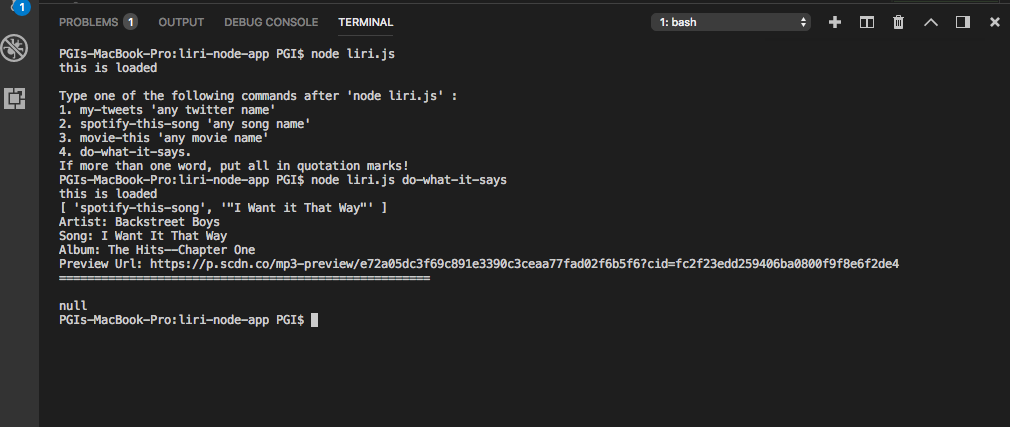 1
PROBLEMS 1 OUTPUT DEBUG CONSOLE TERMINAL 1: bash
PGIs-MacBook-Pro:liri-node-app PGI$ node liri.js
this is loaded
Type one of the following commands after 'node liri.js' :
1. my-tweets 'any twitter name'
2. spotify-this-song 'any song name'
3. movie-this 'any movie name'
4. do-what-it-says.
If more than one word, put all in quotation marks!
PGIs-MacBook-Pro:liri-node-app PGI$ node liri.js do-what-it-says
this is loaded
[ 'spotify-this-song', '"I Want it That Way"' ]
Artist: Backstreet Boys
Song: I Want It That Way
Album: The Hits--Chapter One
Preview Url: https://p.scdn.co/mp3-preview/e72a05dc3f69c891e3390c3ceaa77fad02f6b5f6?cid=fc2f23edd259406ba0800f9f8e6f2de4
=====================================================
null
PGIs-MacBook-Pro:liri-node-app PGI$